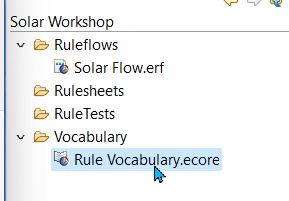 Solar Workshop
Ruleflows
Solar Flow.erf
Rulesheets
RuleTests
Vocabulary
Rule Vocabulary.ecore